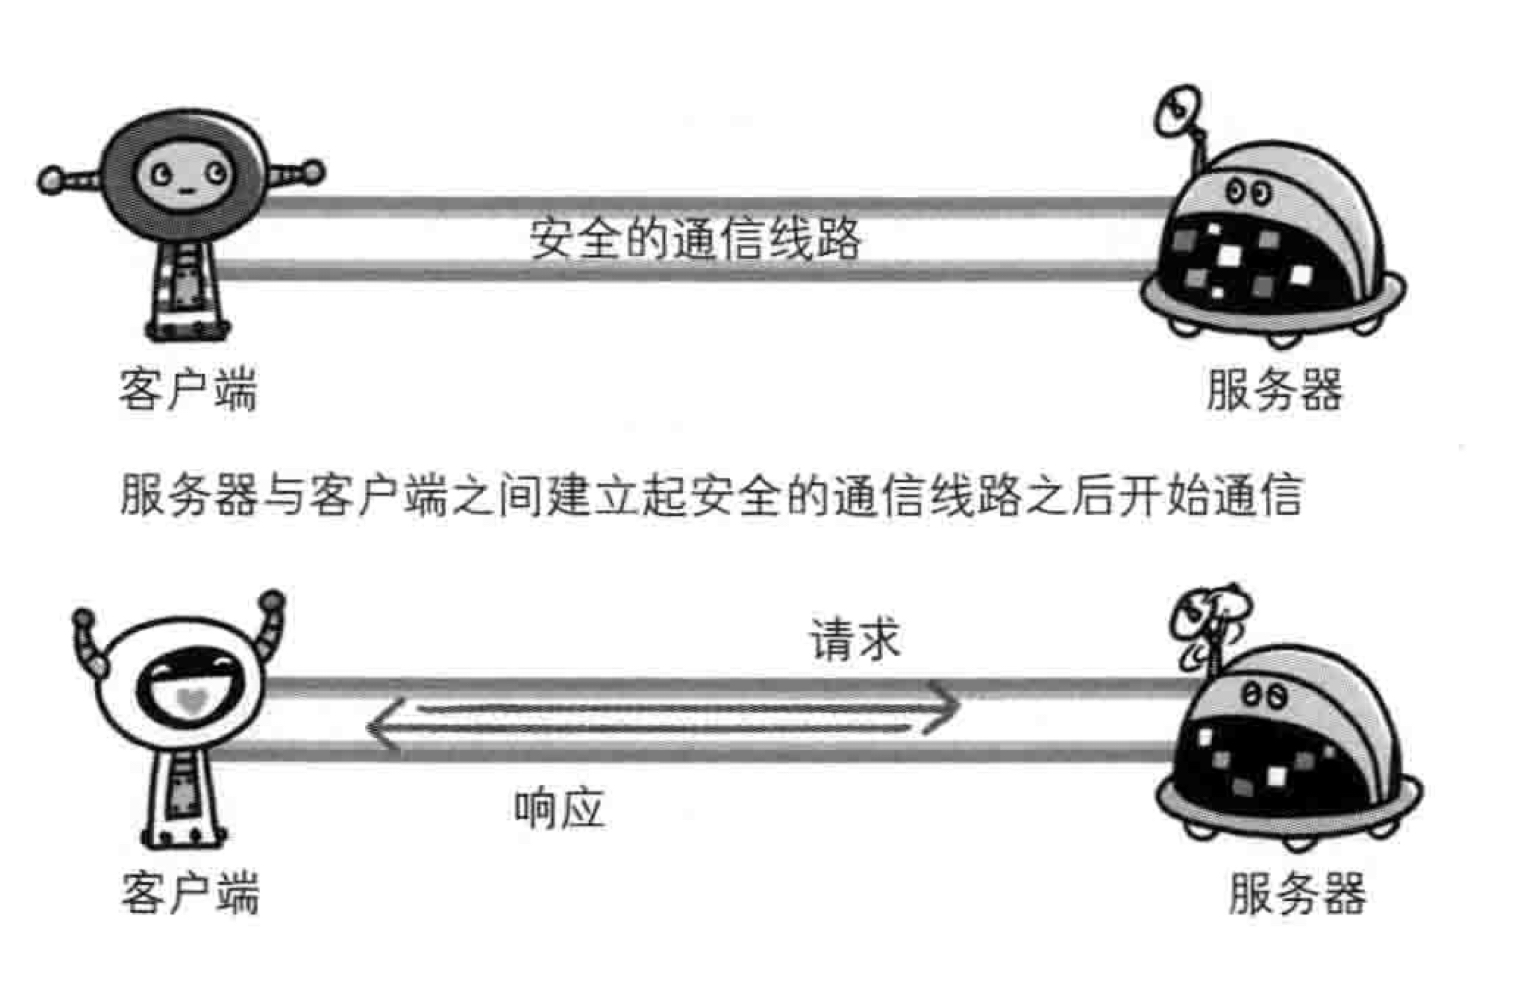 安全的通信线路
客户端
服务器
服务器与客户端之间建立起安全的通信线路之后开始通信
请求
响应
客户端
服务器